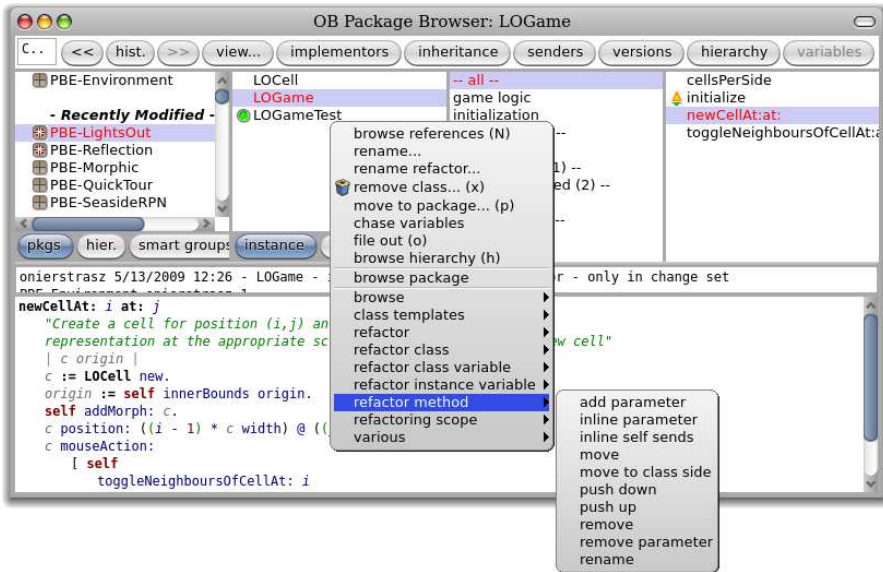 OB Package Browser: LOGame
C..
<<
hist.
>>
view...
implementors
inheritance
senders
versions
hierarchy
variables
PBE-Environment
- Recently Modified -
PBE-LightsOut
PBE-Reflection
PBE-Morphic
PBE-QuickTour
PBE-SeasideRPN
LOCell
LOGame
LOGameTest
-- all --
game logic
initialization
--
1) --
ed (2) --
--
cellsPerSide
initialize
newCellAt:at:
toggleNeighboursOfCellAt:a
pkgs
hier.
smart groups
instance
browse references (N)
rename...
rename refactor...
remove class... (x)
move to package... (p)
chase variables
file out (o)
browse hierarchy (h)
browse package
browse
class templates
refactor
refactor class
refactor class variable
refactor instance variable
refactor method
refactoring scope
various
add parameter
inline parameter
inline self sends
move
move to class side
push down
push up
remove
remove parameter
rename
onierstrasz 5/13/2009 12:26 - LOGame - or - only in change set
newCellAt: i at: j
"Create a cell for position (i,j) an
representation at the appropriate sc ew cell"
| c origin |
c := LOCell new.
origin := self innerBounds origin.
self addMorph: c.
c position: ((i - 1) * c width) @ ((
c mouseAction:
[ self
toggleNeighboursOfCellAt: i